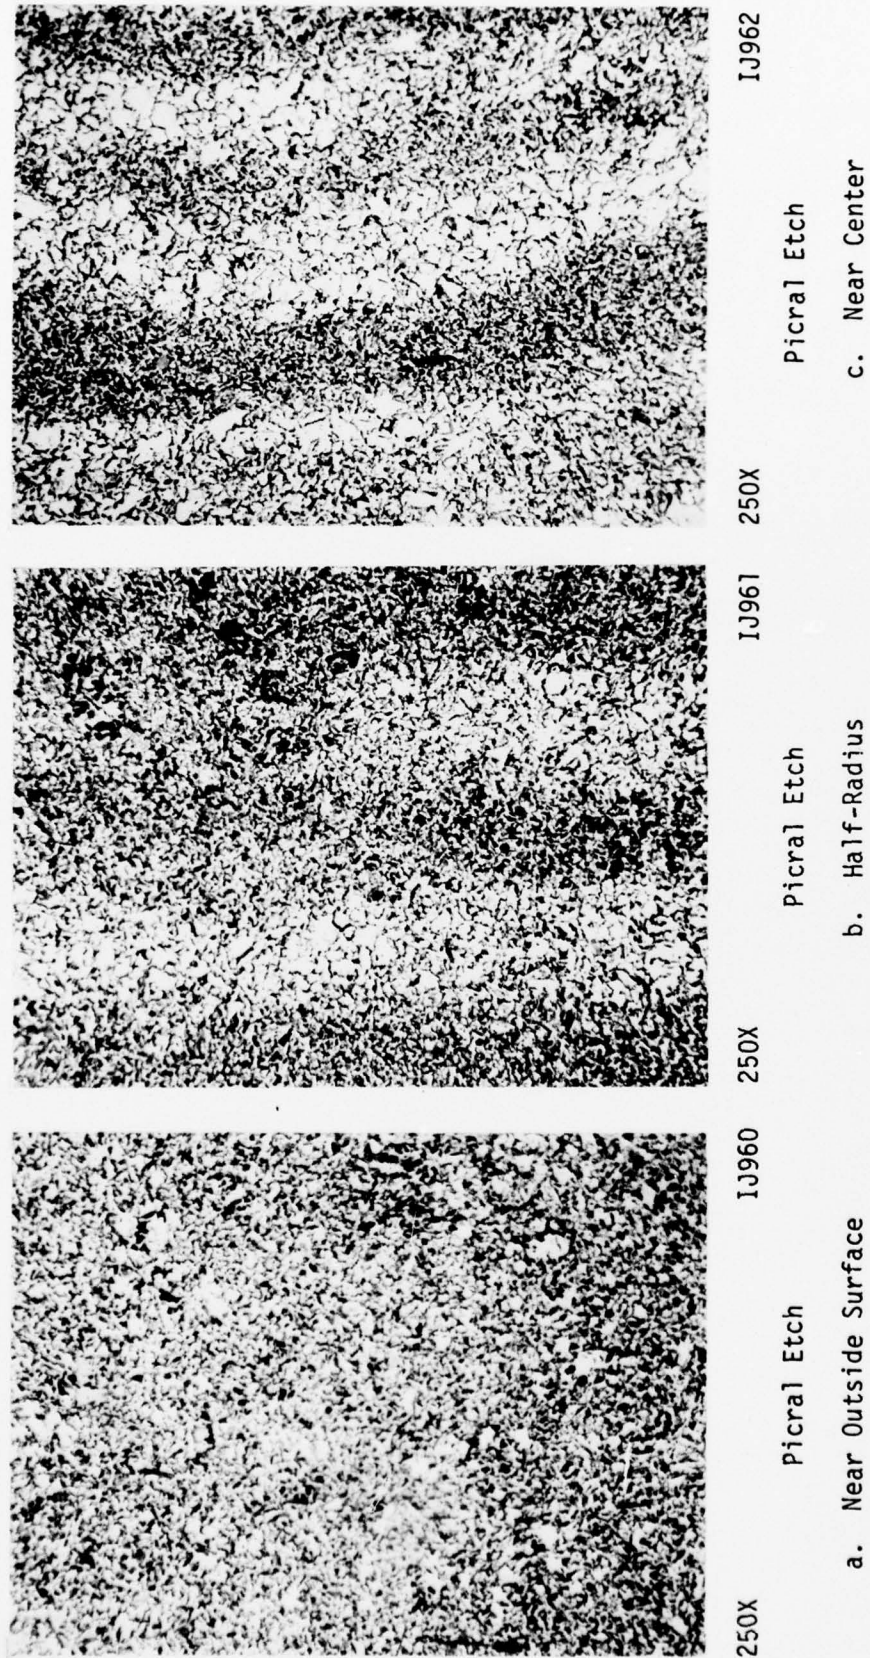 250X IJ960 250X IJ961 250X IJ962
Picral Etch Picral Etch Picral Etch
a. Near Outside Surface b. Half-Radius c. Near Center